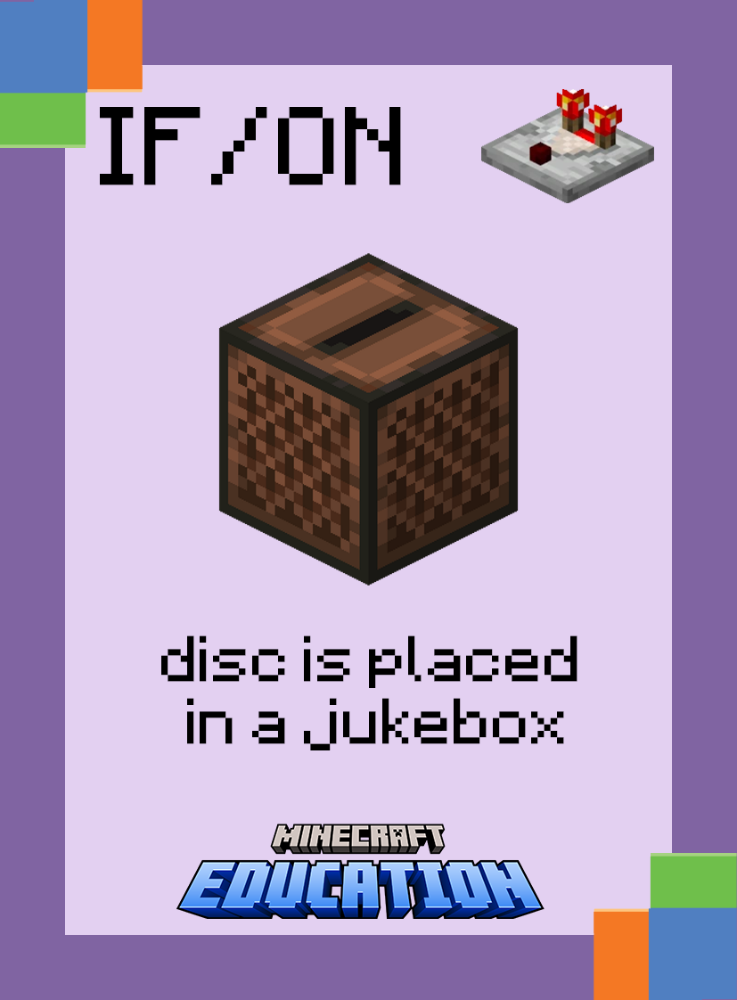 IF/ON
disc is placed
in a jukebox
MINECRAFT
EDUCATION